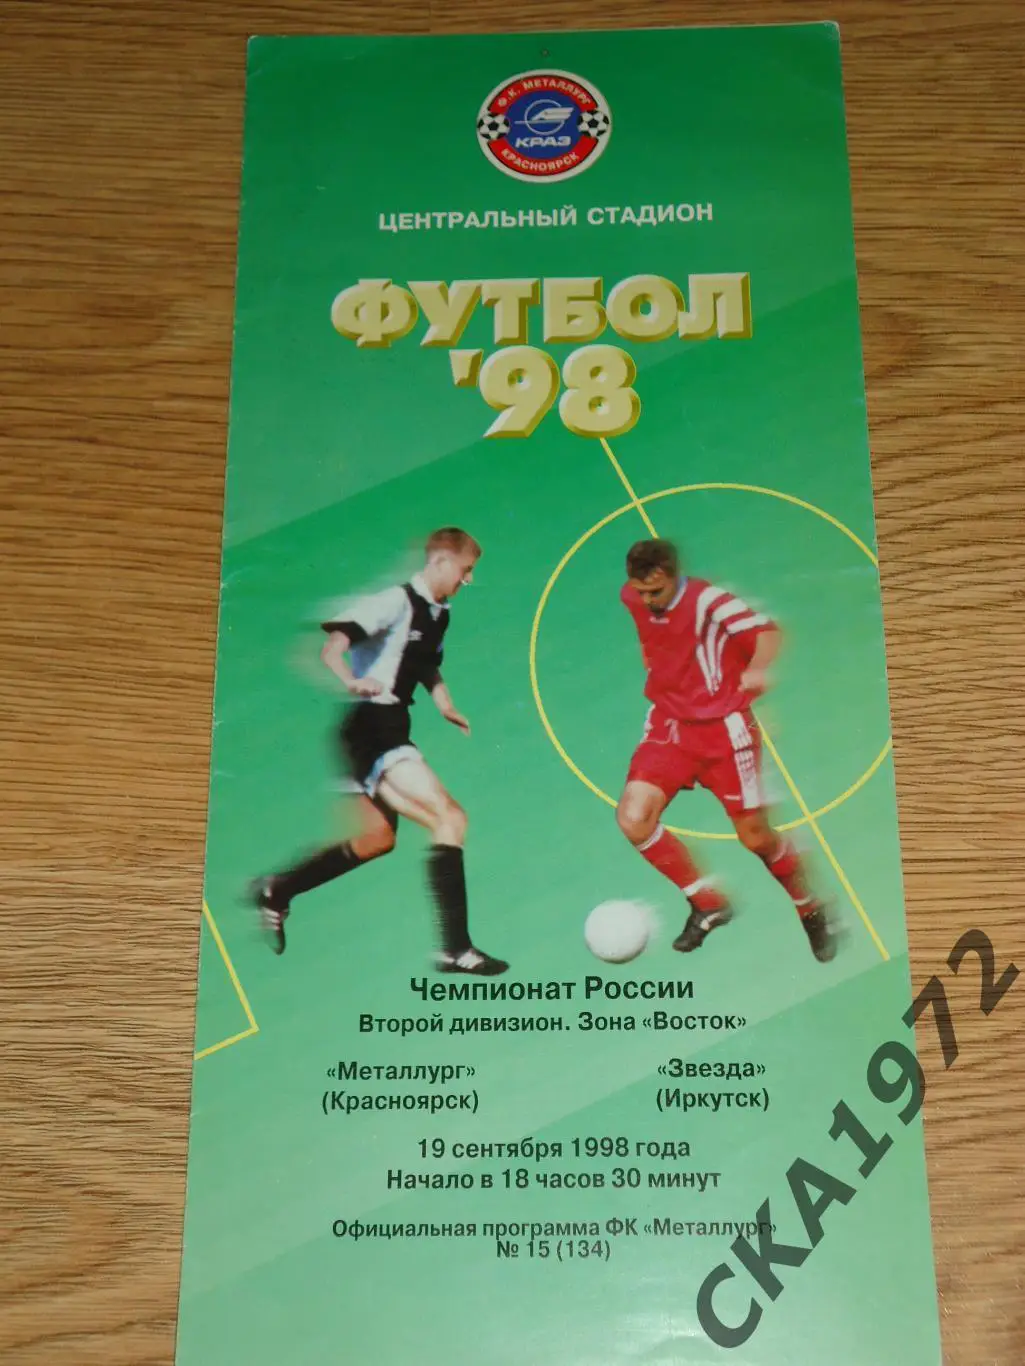 Ф.К. МЕТАЛЛУРГ
КРАЗ
КРАСНОЯРСК
ЦЕНТРАЛЬНЫЙ СТАДИОН
ФУТБОЛ
'98
Чемпионат России
Второй дивизион. Зона «Восток»
«Металлург» «Звезда»
(Красноярск) (Иркутск)
19 сентября 1998 года
Начало в 18 часов 30 минут
Официальная программа ФК «Металлург»
№ 15 (134)
СКА1972